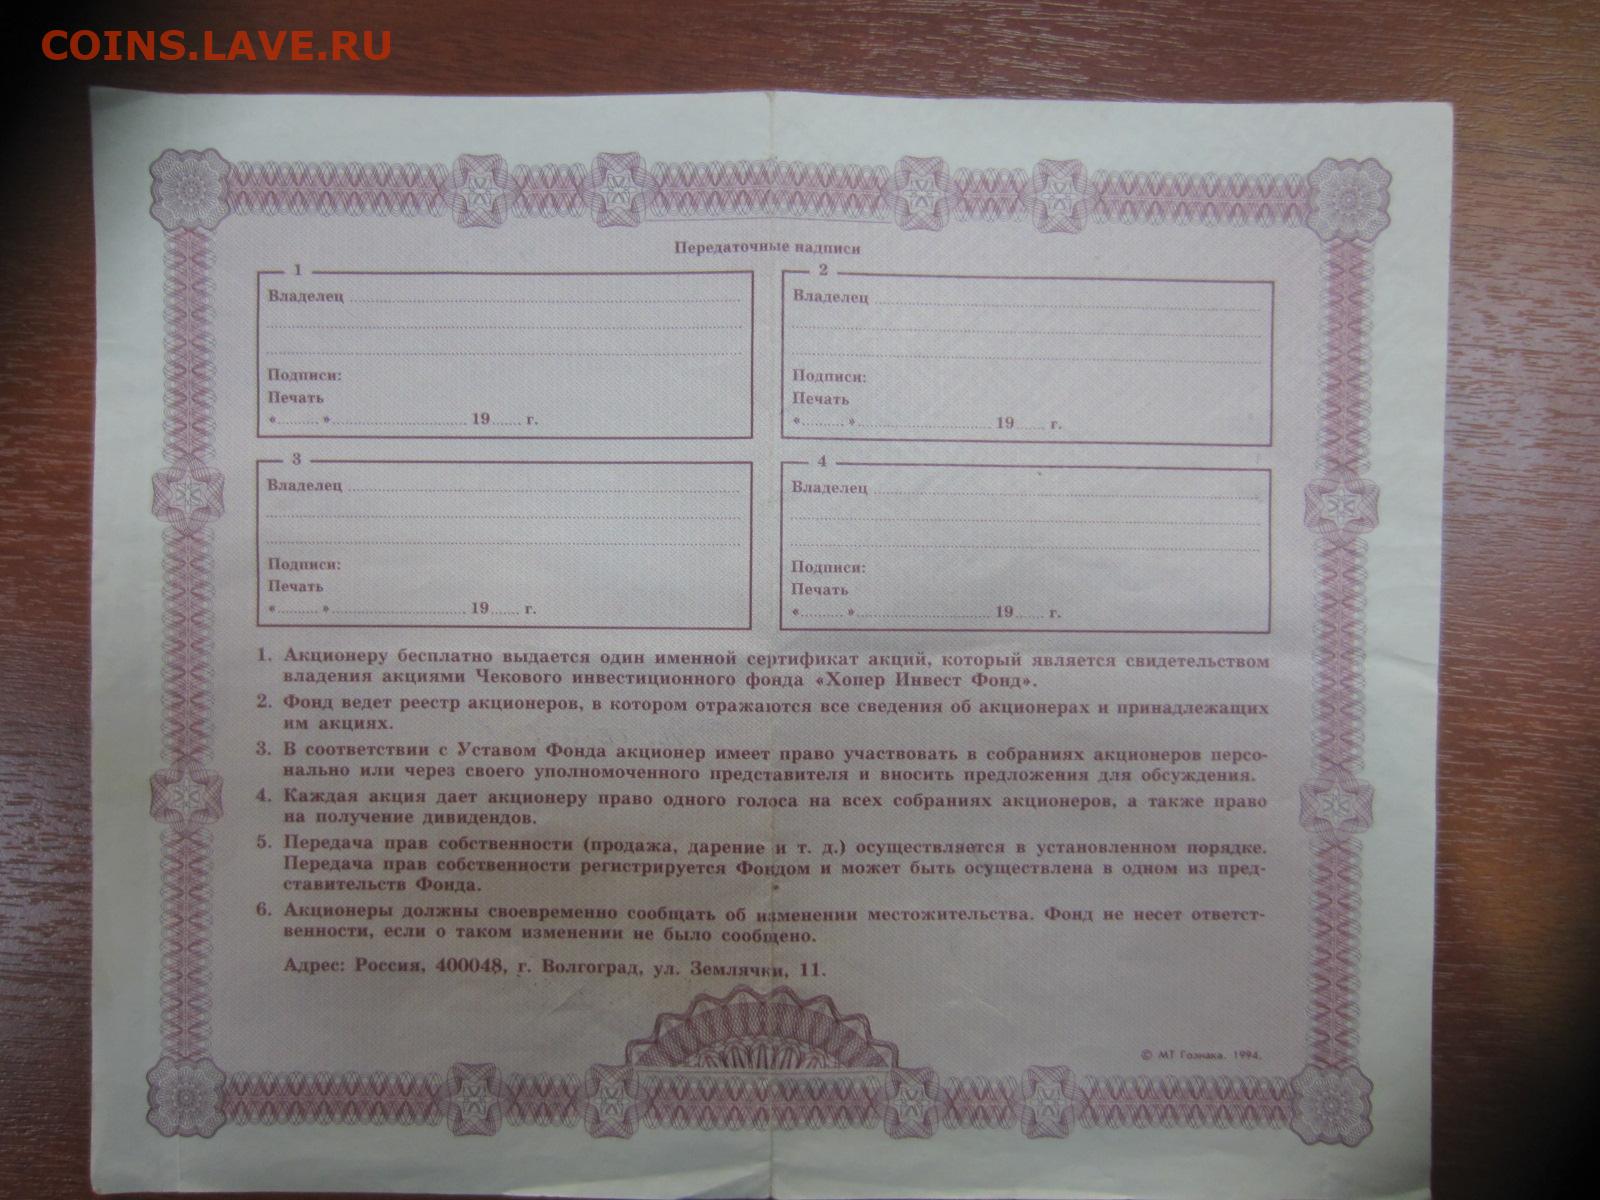 COINS.LAVE.RU
Передаточные надписи
1
Владелец
Подписи:
Печать
«......... »............................... 19...... г.
2
Владелец
Подписи:
Печать
«......... »............................... 19...... г.
3
Владелец
Подписи:
Печать
«......... »............................... 19...... г.
4
Владелец
Подписи:
Печать
«......... »............................... 19...... г.
1. Акционеру бесплатно выдается один именной сертификат акций, который является свидетельством
владения акциями Чекового инвестиционного фонда «Хопер Инвест Фонд».
2. Фонд ведет реестр акционеров, в котором отражаются все сведения об акционерах и принадлежащих
им акциях.
3. В соответствии с Уставом Фонда акционер имеет право участвовать в собраниях акционеров персо-
нально или через своего уполномоченного представителя и вносить предложения для обсуждения.
4. Каждая акция дает акционеру право одного голоса на всех собраниях акционеров, а также право
на получение дивидендов.
5. Передача прав собственности (продажа, дарение и т. д.) осуществляется в установленном порядке.
Передача прав собственности регистрируется Фондом и может быть осуществлена в одном из пред-
ставительств Фонда.
6. Акционеры должны своевременно сообщать об изменении местожительства. Фонд не несет ответст-
венности, если о таком изменении не было сообщено.
Адрес: Россия, 400048, г. Волгоград, ул. Землячки, 11.
© МТ Гознака. 1994.